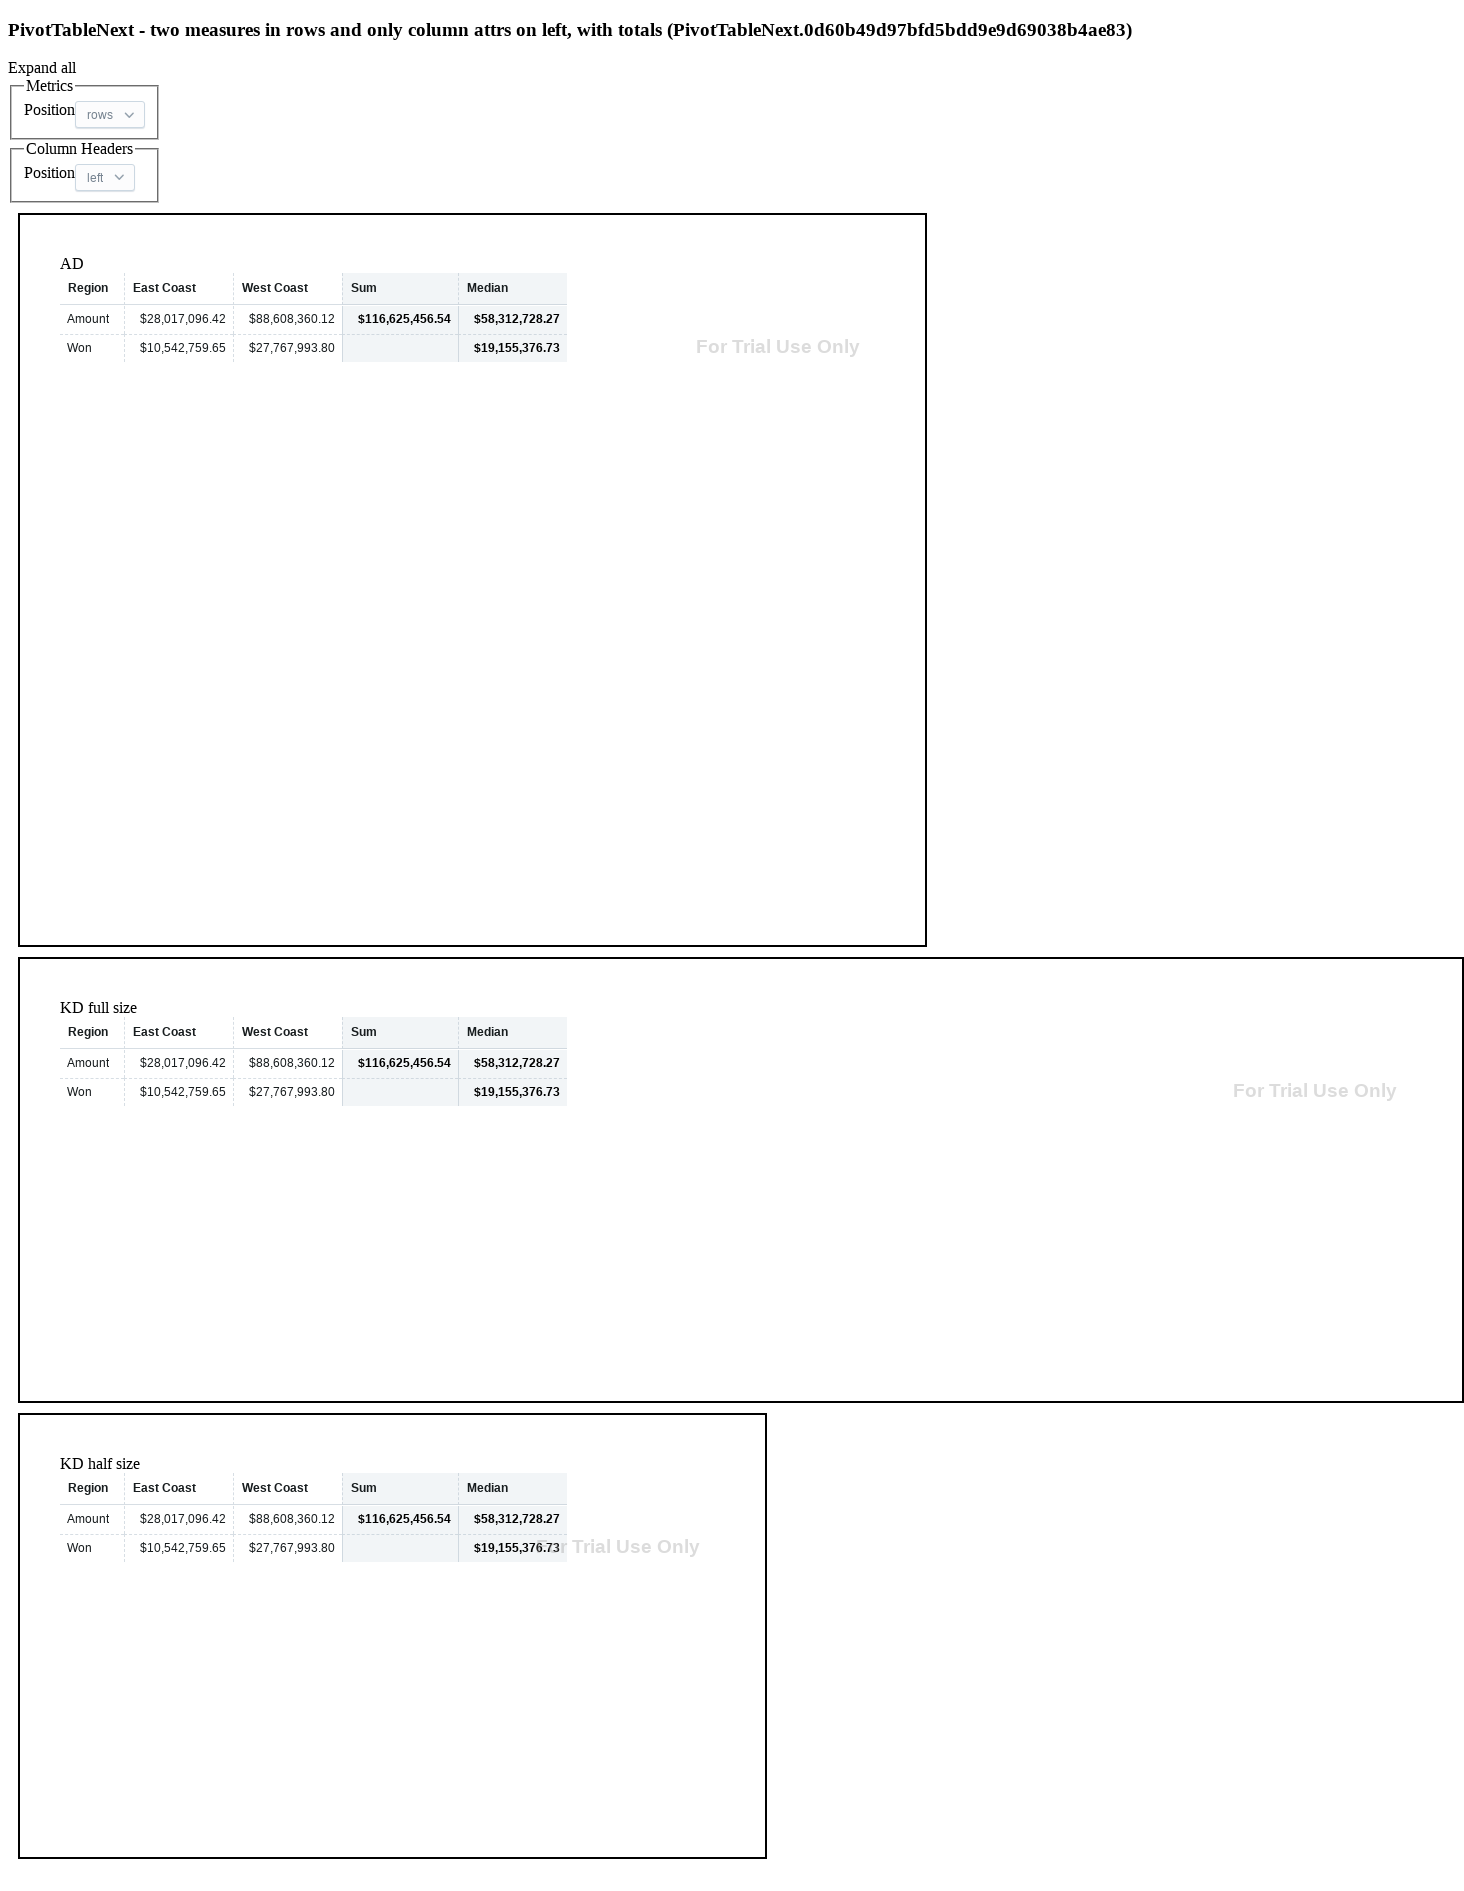 PivotTableNext - two measures in rows and only column attrs on left, with totals (PivotTableNext.0d60b49d97bfd5bdd9e9d69038b4ae83)
Expand all
Metrics
Position rows
Column Headers
Position left
AD
Region East Coast West Coast Sum Median
Amount $28,017,096.42 $88,608,360.12 $116,625,456.54 $58,312,728.27
Won $10,542,759.65 $27,767,993.80 $19,155,376.73
For Trial Use Only
KD full size
Region East Coast West Coast Sum Median
Amount $28,017,096.42 $88,608,360.12 $116,625,456.54 $58,312,728.27
Won $10,542,759.65 $27,767,993.80 $19,155,376.73
For Trial Use Only
KD half size
Region East Coast West Coast Sum Median
Amount $28,017,096.42 $88,608,360.12 $116,625,456.54 $58,312,728.27
Won $10,542,759.65 $27,767,993.80 $19,155,376.73
For Trial Use Only